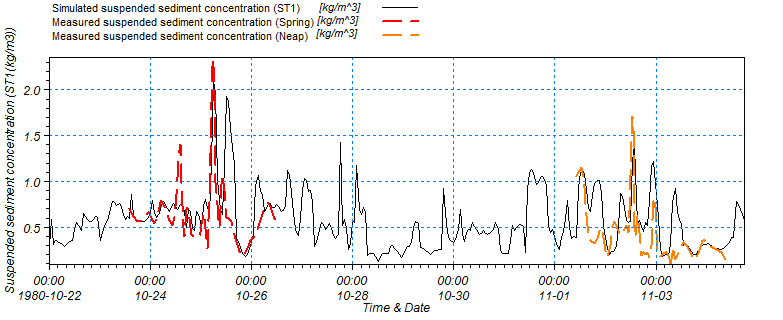 Simulated suspended sediment concentration (ST1) [kg/m^3]
Measured suspended sediment concentration (Spring) [kg/m^3]
Measured suspended sediment concentration (Neap) [kg/m^3]
Suspended sediment concentration (ST1(kg/m3))
2.0
1.5
1.0
0.5
00:00 00:00 00:00 00:00 00:00 00:00 00:00
1980-10-22 10-24 10-26 10-28 10-30 11-01 11-03
Time & Date